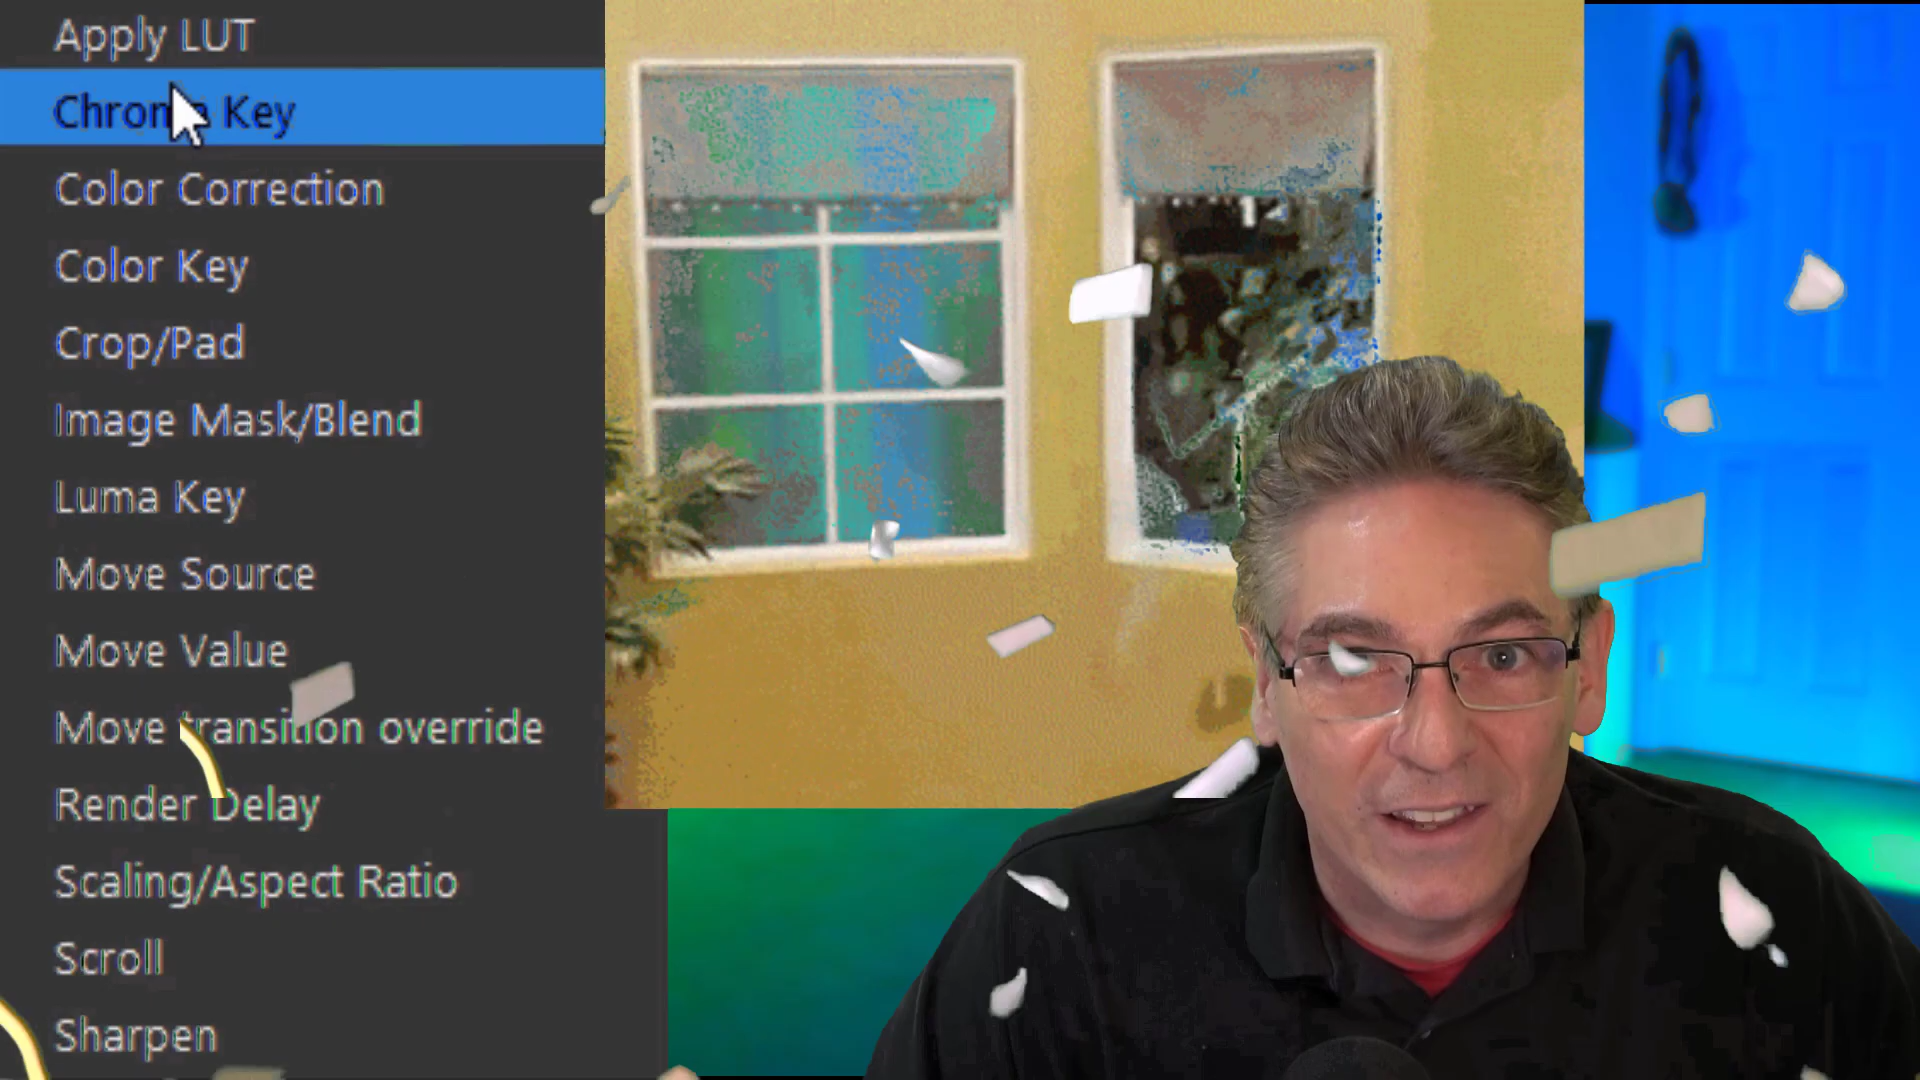 Apply LUT
Chroma Key
Color Correction
Color Key
Crop/Pad
Image Mask/Blend
Luma Key
Move Source
Move Value
Move transition override
Render Delay
Scaling/Aspect Ratio
Scroll
Sharpen